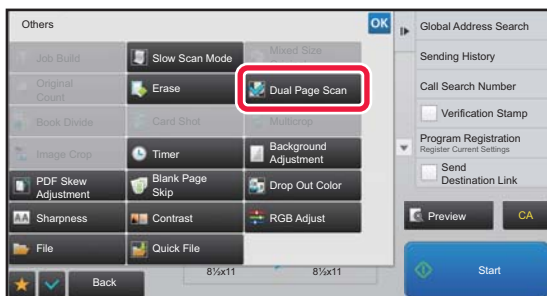 Others
OK
Job Build
Slow Scan Mode
Mixed Size
Original
Count
Erase
Dual Page Scan
Book Divide
Card Shot
Multicrop
Image Crop
Timer
Background
Adjustment
PDF Skew
Adjustment
Blank Page
Skip
Drop Out Color
AA
Sharpness
Contrast
RGB Adjust
File
Quick File
Back
8½x11
8½x11
Global Address Search
Sending History
Call Search Number
Verification Stamp
Program Registration
Register Current Settings
Send
Destination Link
Preview
CA
Start